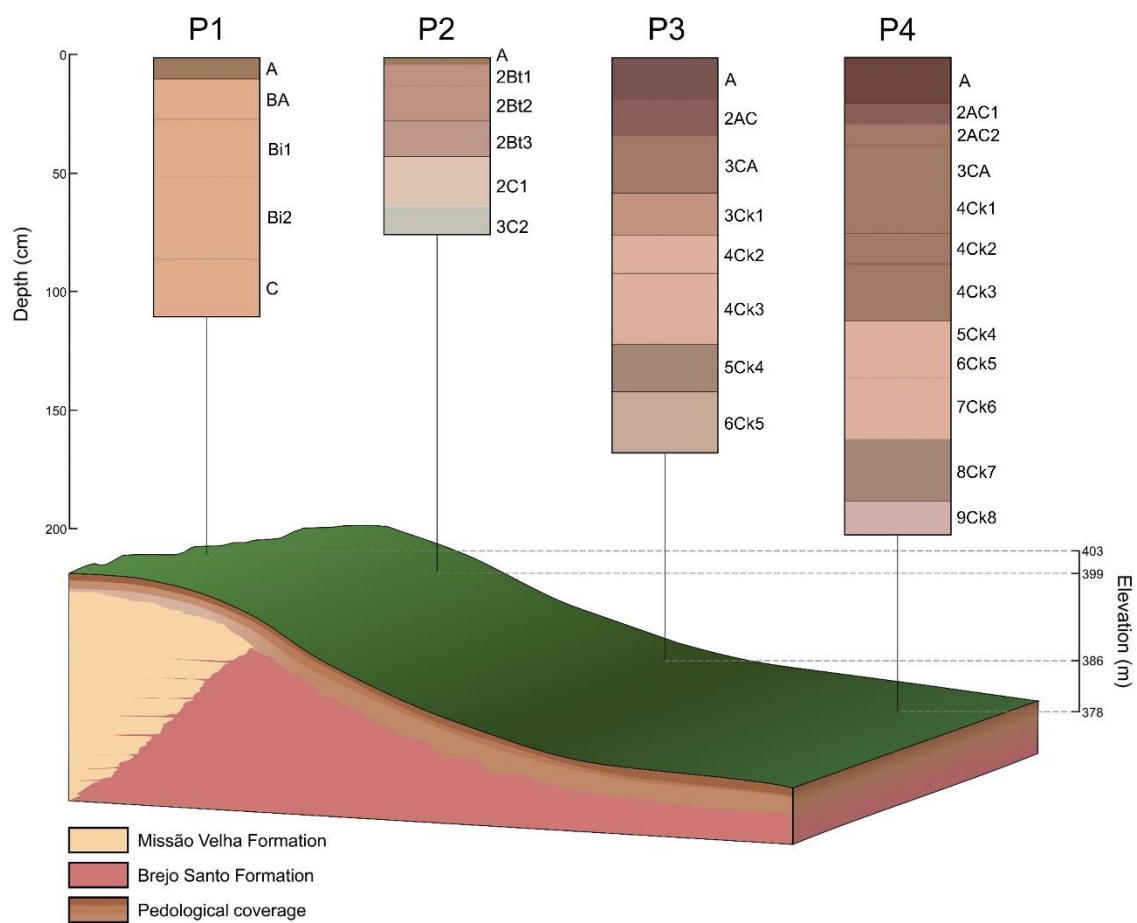 P1
P2
P3
P4
Depth (cm)
0
50
100
150
200
A
BA
Bi1
Bi2
C
A
2Bt1
2Bt2
2Bt3
2C1
3C2
A
2AC
3CA
3Ck1
4Ck2
4Ck3
5Ck4
6Ck5
A
2AC1
2AC2
3CA
4Ck1
4Ck2
4Ck3
5Ck4
6Ck5
7Ck6
8Ck7
9Ck8
403
399
386
378
Elevation (m)
Missão Velha Formation
Brejo Santo Formation
Pedological coverage